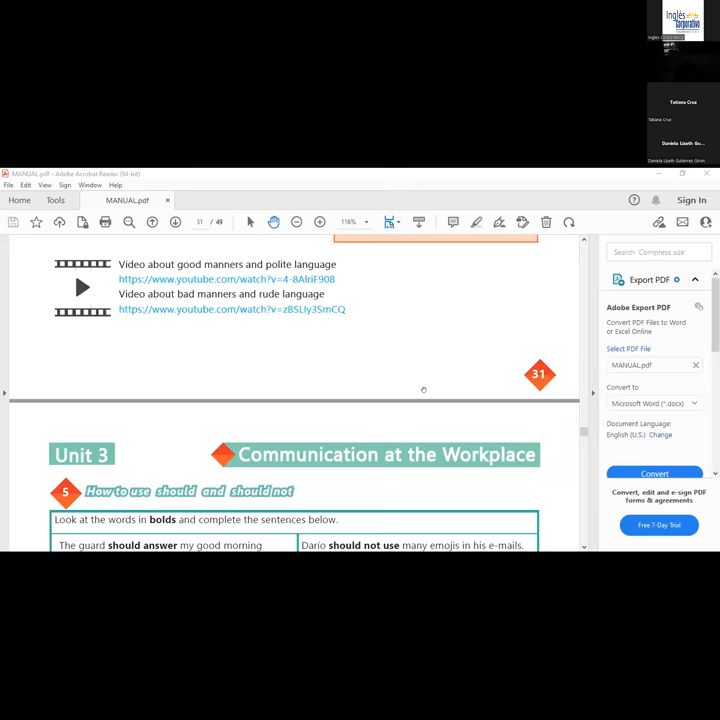 Inglés
Corporativo
Inglés Corporativo
Tatiana Cruz
Tatiana Cruz
Daniela Lizeth Gu...
Daniela Lizeth Gutierrez Giron
MANUAL.pdf - Adobe Acrobat Reader (64-bit)
File Edit View Sign Window Help
Home Tools MANUAL.pdf × Sign In
31 / 49 116%
Search 'Compress size'
Video about good manners and polite language
https://www.youtube.com/watch?v=4-8AlriF908
Video about bad manners and rude language
https://www.youtube.com/watch?v=zBSLIy3SmCQ
31
Unit 3 Communication at the Workplace
5 How to use should and should not
Look at the words in bolds and complete the sentences below.
The guard should answer my good morning
Darío should not use many emojis in his e-mails.
Export PDF
Adobe Export PDF
Convert PDF Files to Word
or Excel Online
Select PDF File
MANUAL.pdf
Convert to
Microsoft Word (*.docx)
Document Language:
English (U.S.) Change
Convert
Convert, edit and e-sign PDF
forms & agreements
Free 7-Day Trial